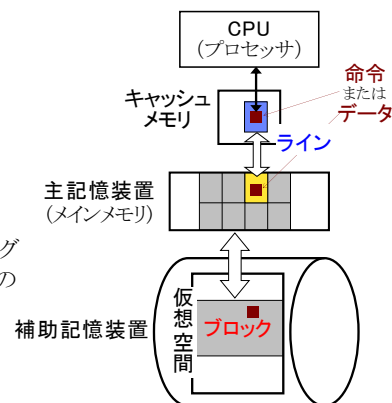 CPU
(プロセッサ)
命令
または
データ
キャッシュ
メモリ
ライン
主記憶装置
(メインメモリ)
グ
の
補助記憶装置
仮想空間
ブロック